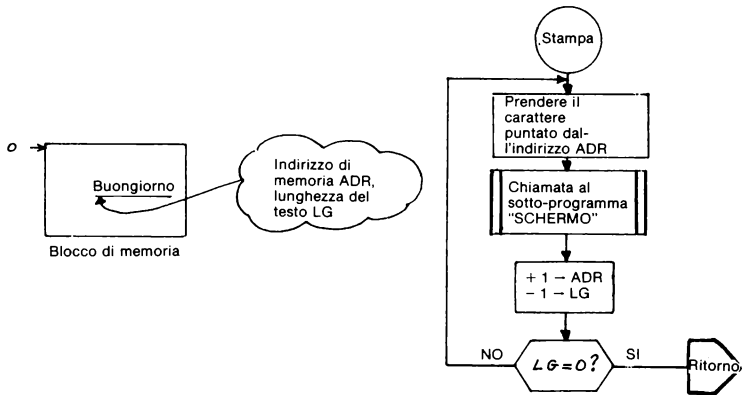 Stampa
Prendere il
carattere
puntato dal-
l'indirizzo ADR
O
Buongiorno
Indirizzo di
memoria ADR,
lunghezza del
testo LG
Blocco di memoria
Chiamata al
sotto-programma
"SCHERMO"
+ 1 → ADR
− 1 → LG
NO
LG=0?
SI
Ritorno